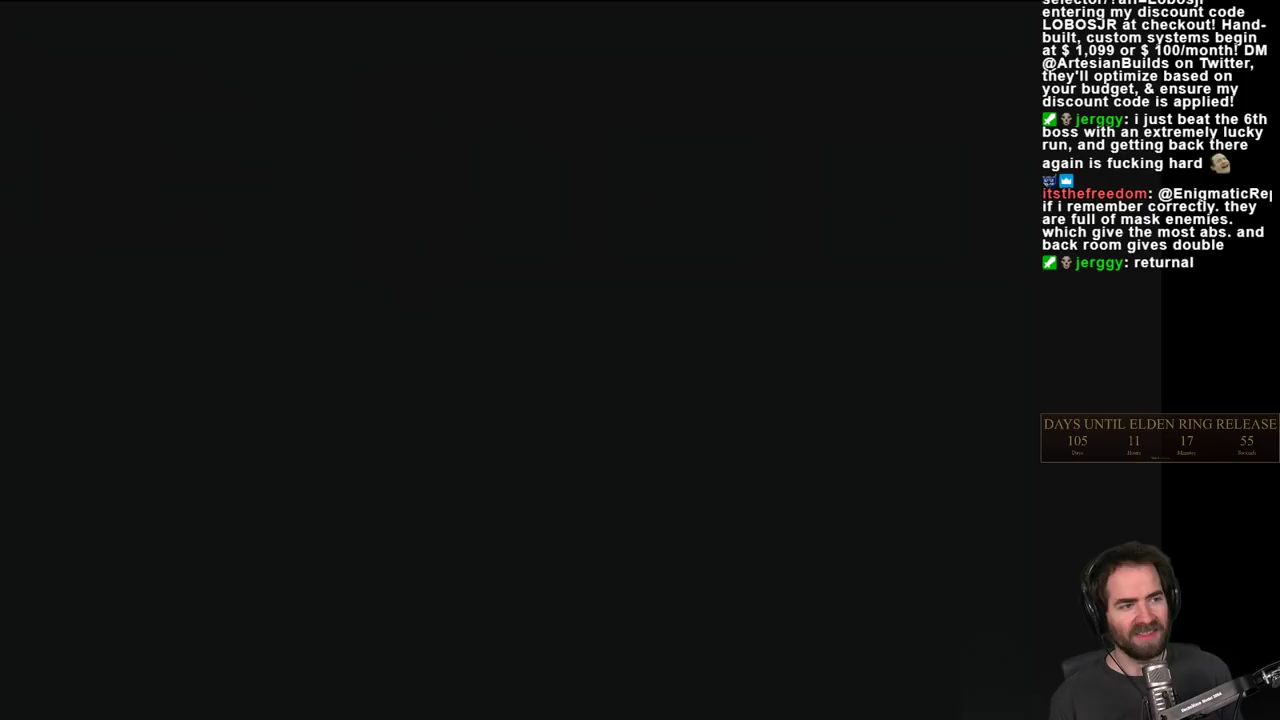 entering my discount code
LOBOSJR at checkout! Hand-
built, custom systems begin
at $ 1,099 or $ 100/month! DM
@ArtesianBuilds on Twitter,
they'll optimize based on
your budget, & ensure my
discount code is applied!
jerggy: i just beat the 6th
boss with an extremely lucky
run, and getting back there
again is fucking hard
itsthefreedom: @EnigmaticRe
if i remember correctly. they
are full of mask enemies.
which give the most abs. and
back room gives double
jerggy: returnal
DAYS UNTIL ELDEN RING RELEASE
105 11 17 55
Days Hours Minutes Seconds